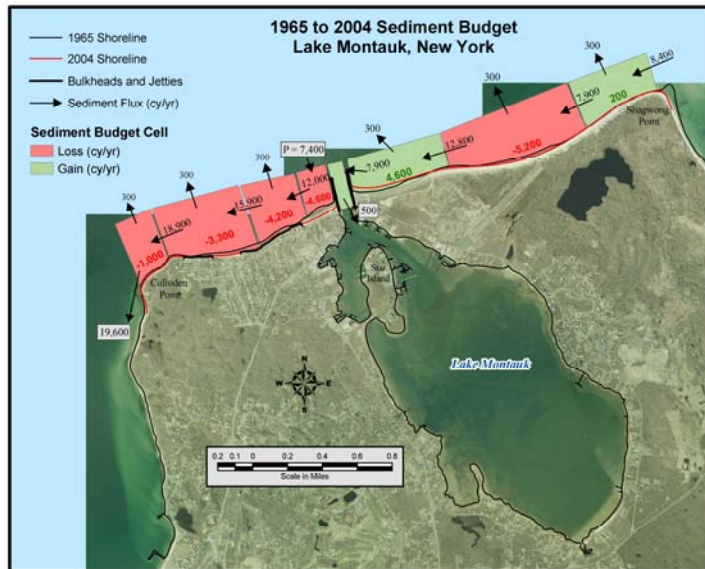 1965 to 2004 Sediment Budget
Lake Montauk, New York
1965 Shoreline
2004 Shoreline
Bulkheads and Jetties
Sediment Flux (cy/yr)
Sediment Budget Cell
Loss (cy/yr)
Gain (cy/yr)
300
8,400
300
7,900
200
Shagwong
Point
-5,200
300
12,800
4,600
P = 7,400
7,900
500
300
12,000
-4,600
300
15,900
-4,200
300
18,900
-3,300
300
-1,000
Culloden
Point
19,600
Star
Island
Lake Montauk
N
W
E
S
0.2 0.1 0 0.2 0.4 0.6 0.8
Scale in Miles